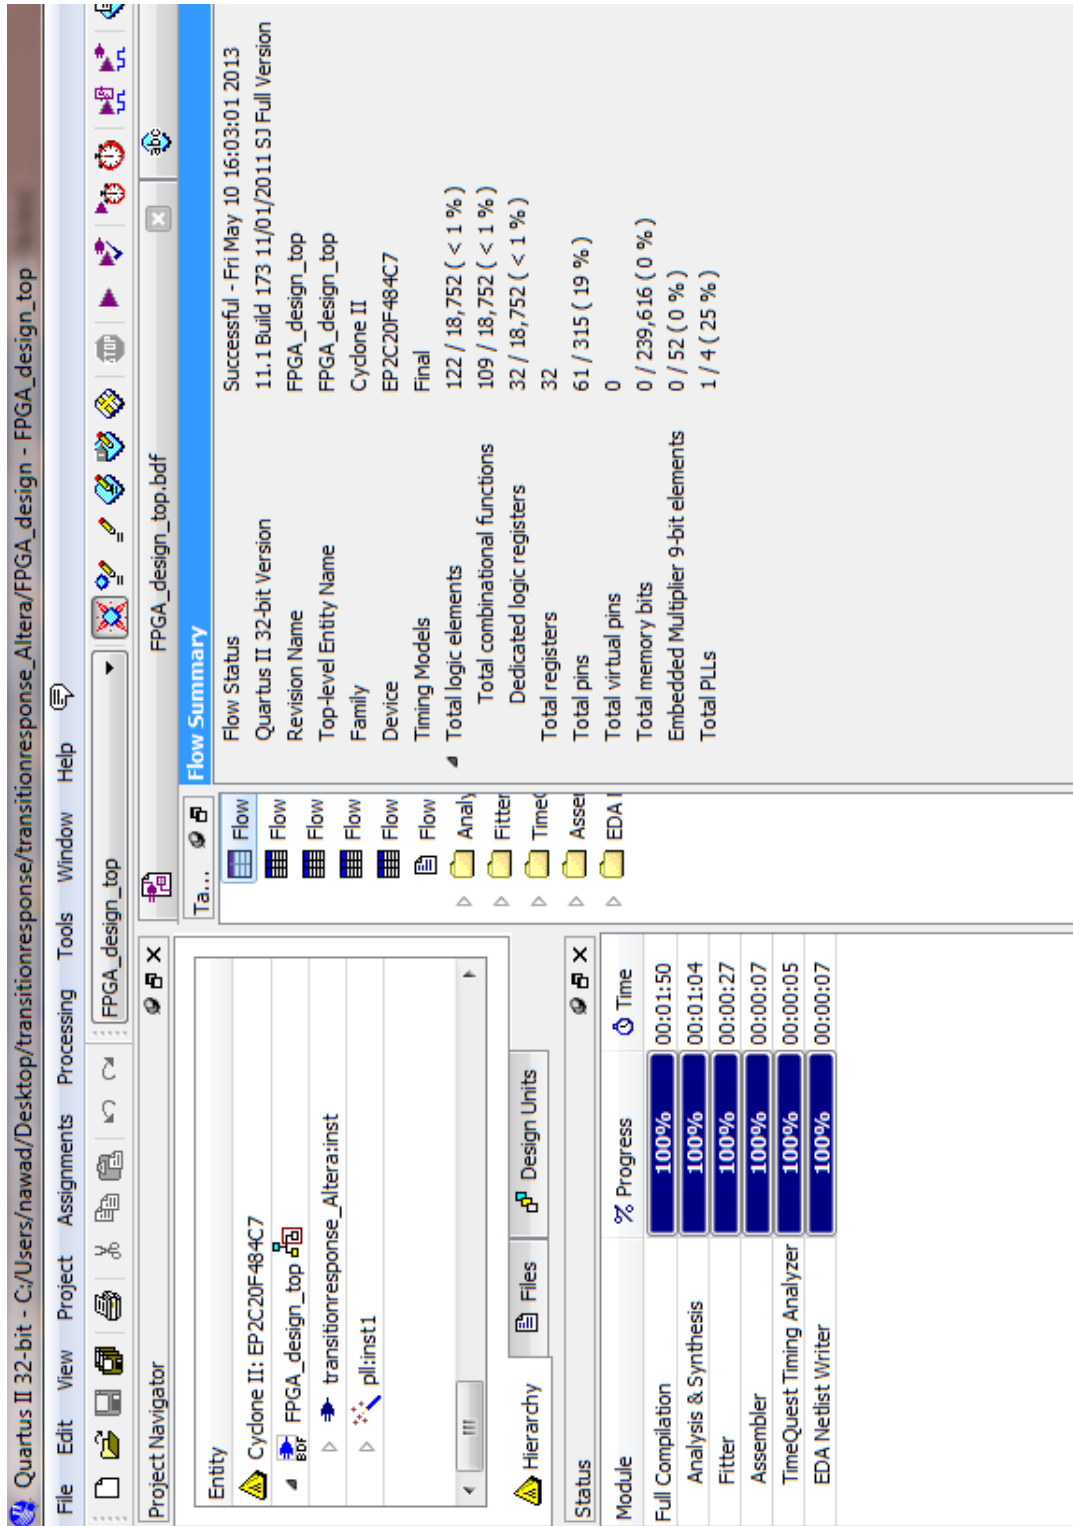 Quartus II 32-bit - C:/Users/nawad/Desktop/transitionresponse/transitionresponse_Altera/FPGA_design - FPGA_design_top
File Edit View Project Assignments Processing Tools Window Help
FPGA_design_top
STOP
Project Navigator
Entity
Cyclone II: EP2C20F484C7
BDF FPGA_design_top
transitionresponse_Altera:inst
pll:inst1
Hierarchy Files Design Units
Status
Module % Progress Time
Full Compilation 100% 00:01:50
Analysis & Synthesis 100% 00:01:04
Fitter 100% 00:00:27
Assembler 100% 00:00:07
TimeQuest Timing Analyzer 100% 00:00:05
EDA Netlist Writer 100% 00:00:07
FPGA_design_top.bdf
abc
Ta...
Flow
Flow
Flow
Flow
Flow
Flow
Analy
Fitter
Time
Asse
EDA
Flow Summary
Flow Status Successful - Fri May 10 16:03:01 2013
Quartus II 32-bit Version 11.1 Build 173 11/01/2011 SJ Full Version
Revision Name FPGA_design_top
Top-level Entity Name FPGA_design_top
Family Cyclone II
Device EP2C20F484C7
Timing Models Final
Total logic elements 122 / 18,752 ( < 1 % )
Total combinational functions 109 / 18,752 ( < 1 % )
Dedicated logic registers 32 / 18,752 ( < 1 % )
Total registers 32
Total pins 61 / 315 ( 19 % )
Total virtual pins 0
Total memory bits 0 / 239,616 ( 0 % )
Embedded Multiplier 9-bit elements 0 / 52 ( 0 % )
Total PLLs 1 / 4 ( 25 % )